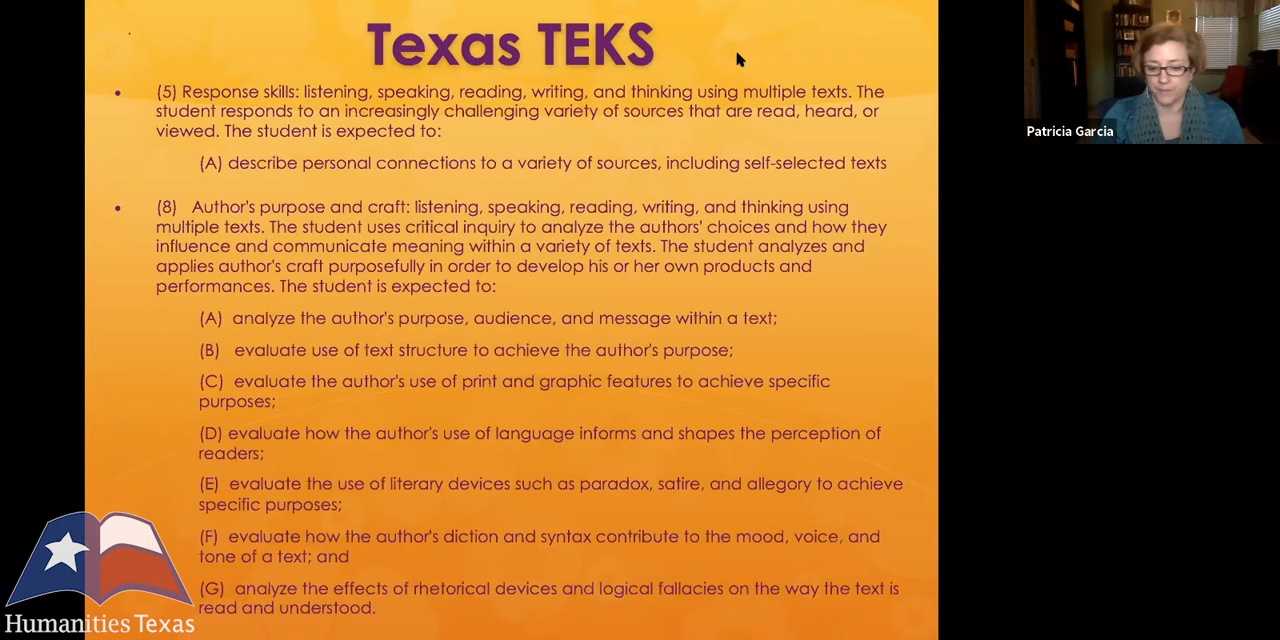 Texas TEKS
• (5) Response skills: listening, speaking, reading, writing, and thinking using multiple texts. The
student responds to an increasingly challenging variety of sources that are read, heard, or
viewed. The student is expected to:
(A) describe personal connections to a variety of sources, including self-selected texts
• (8) Author's purpose and craft: listening, speaking, reading, writing, and thinking using
multiple texts. The student uses critical inquiry to analyze the authors' choices and how they
influence and communicate meaning within a variety of texts. The student analyzes and
applies author's craft purposefully in order to develop his or her own products and
performances. The student is expected to:
(A) analyze the author's purpose, audience, and message within a text;
(B) evaluate use of text structure to achieve the author's purpose;
(C) evaluate the author's use of print and graphic features to achieve specific
purposes;
(D) evaluate how the author's use of language informs and shapes the perception of
readers;
(E) evaluate the use of literary devices such as paradox, satire, and allegory to achieve
specific purposes;
(F) evaluate how the author's diction and syntax contribute to the mood, voice, and
tone of a text; and
(G) analyze the effects of rhetorical devices and logical fallacies on the way the text is
read and understood.
Humanities Texas
Patricia Garcia